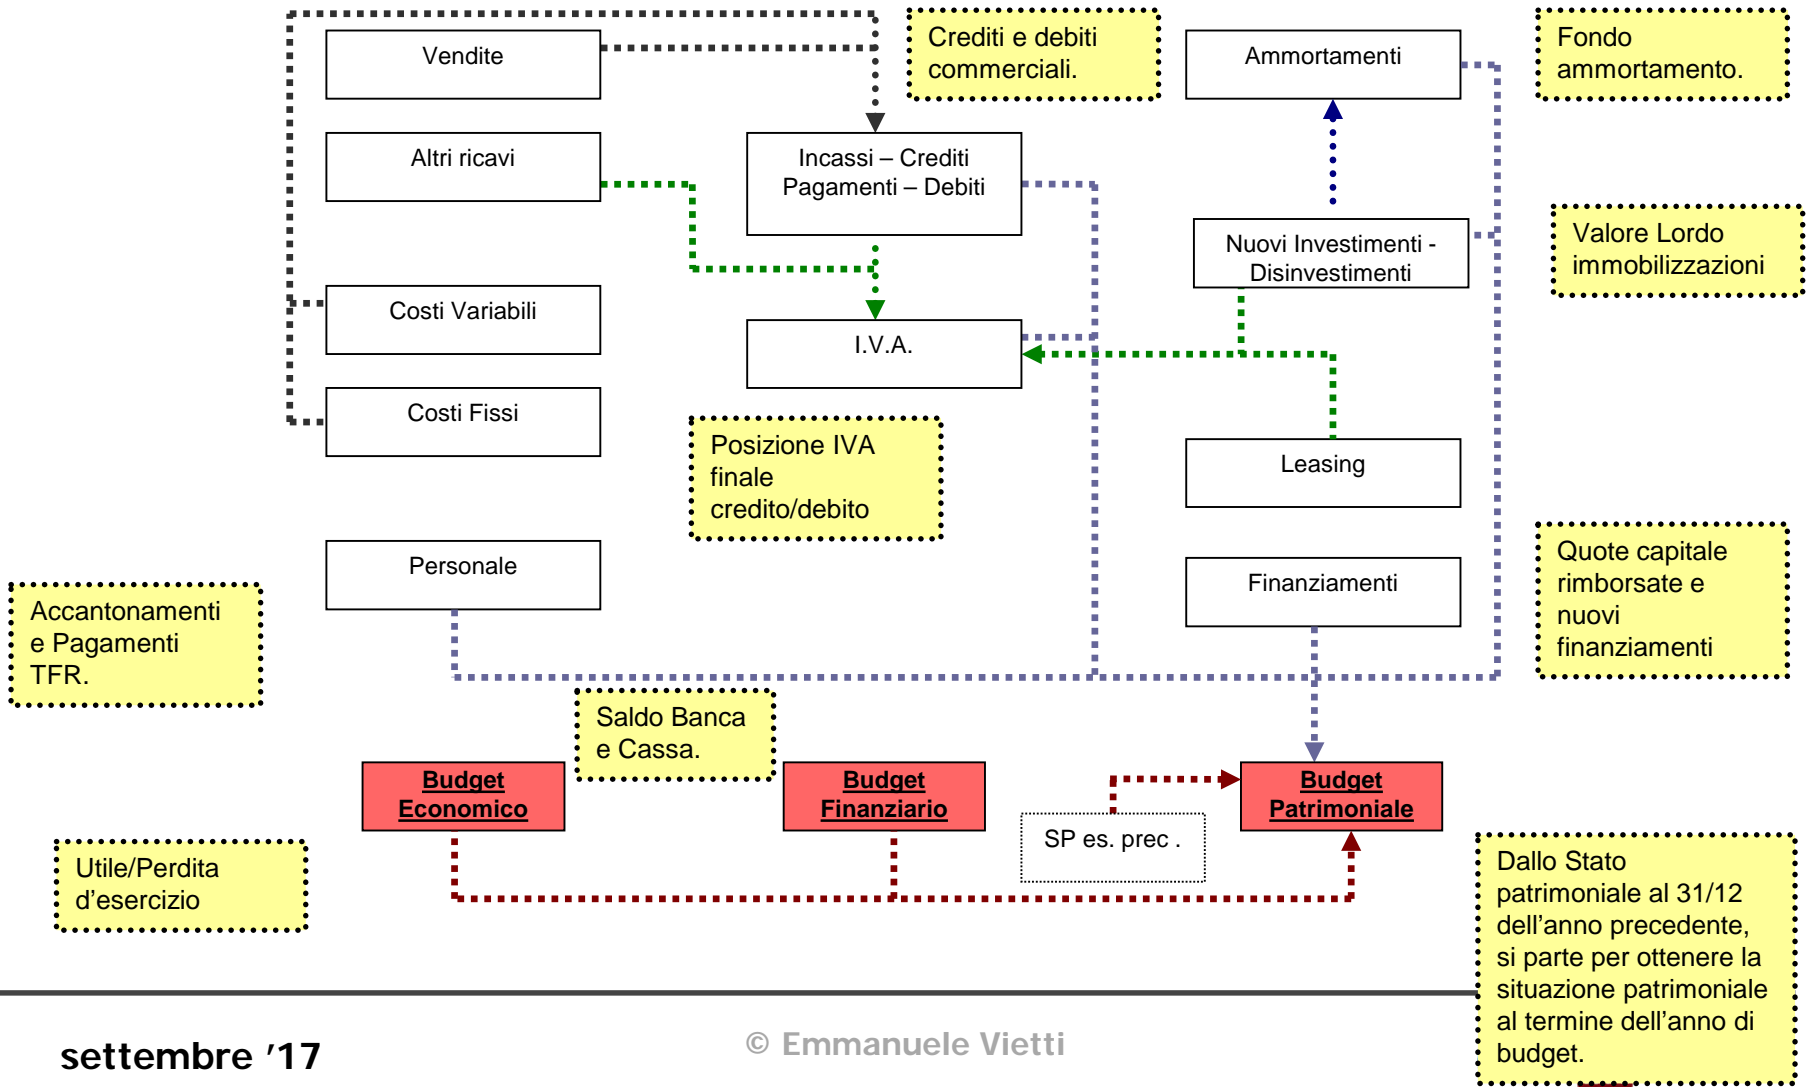 Vendite
Crediti e debiti
commerciali.
Ammortamenti
Fondo
ammortamento.
Altri ricavi
Incassi – Crediti
Pagamenti – Debiti
Nuovi Investimenti -
Disinvestimenti
Valore Lordo
immobilizzazioni
Costi Variabili
I.V.A.
Costi Fissi
Posizione IVA
finale
credito/debito
Leasing
Personale
Finanziamenti
Quote capitale
rimborsate e
nuovi
finanziamenti
Accantonamenti
e Pagamenti
TFR.
Saldo Banca
e Cassa.
Budget
Economico
Budget
Finanziario
Budget
Patrimoniale
SP es. prec .
Utile/Perdita
d’esercizio
Dallo Stato
patrimoniale al 31/12
dell’anno precedente,
si parte per ottenere la
situazione patrimoniale
al termine dell’anno di
budget.
settembre ’17
© Emmanuele Vietti